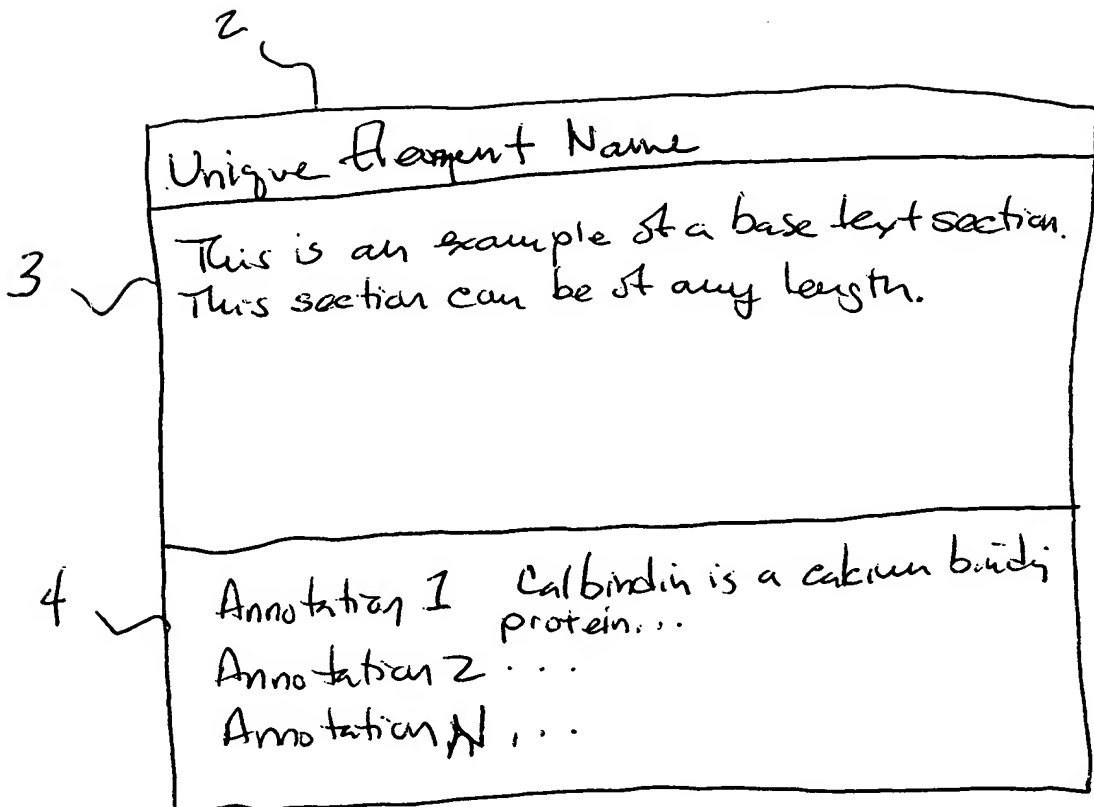 2
Unique Element Name
3
This is an example of a base text section.
This section can be of any length.
4
Annotation 1 Calbindin is a calcium bindi
protein...
Annotation 2 ...
Annotation N ...